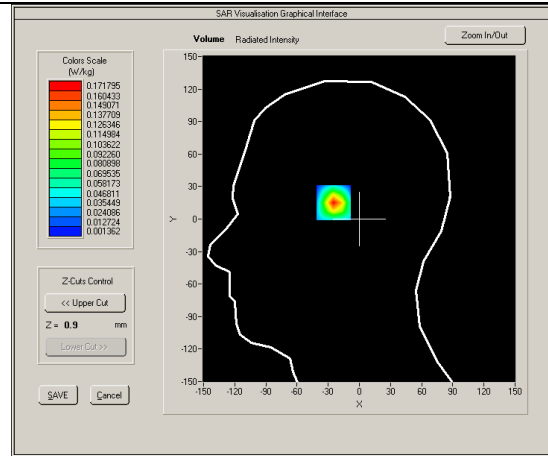 SAR Visualisation Graphical Interface
Volume Radiated Intensity
Zoom In/Out
Colors Scale
(W/kg)
0.171795
0.160433
0.149071
0.137709
0.126346
0.114984
0.103622
0.092260
0.080898
0.069535
0.058173
0.046811
0.035449
0.024086
0.012724
0.001362
Z-Cuts Control
<< Upper Cut
Z = 0.9 mm
Lower Cut >>
SAVE Cancel
150
120
90
60
30
Y 0
-30
-60
-90
-120
-150
-150 -120 -90 -60 -30 0 30 60 90 120 150
X